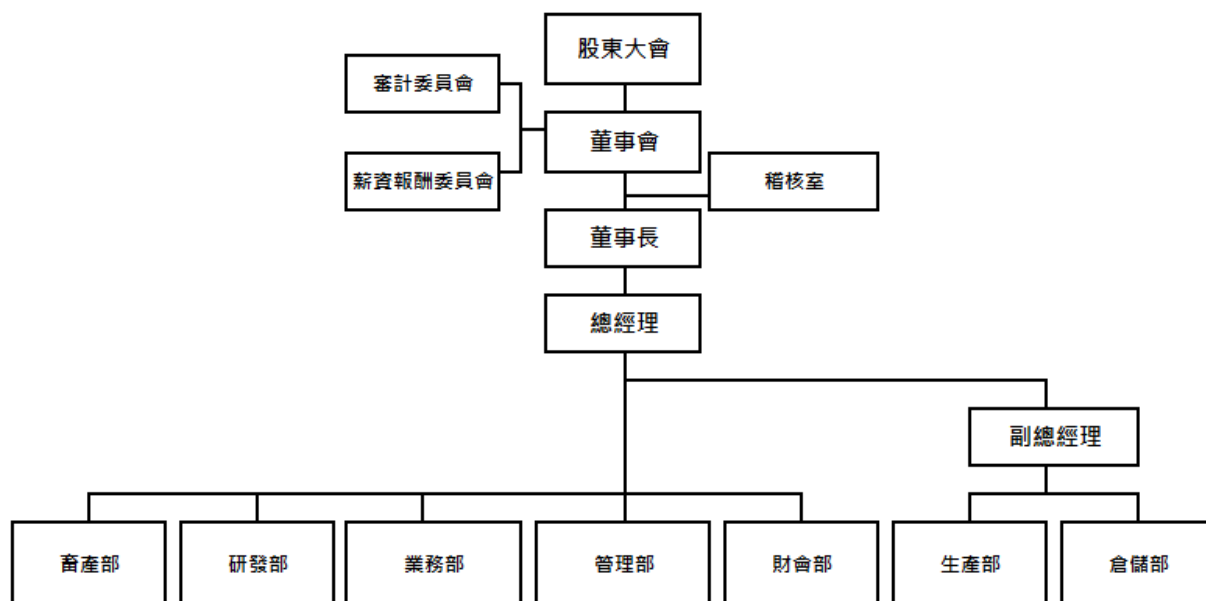 股東大會
審計委員會
董事會
薪資報酬委員會
稽核室
董事長
總經理
副總經理
畜產部
研發部
業務部
管理部
財會部
生產部
倉儲部